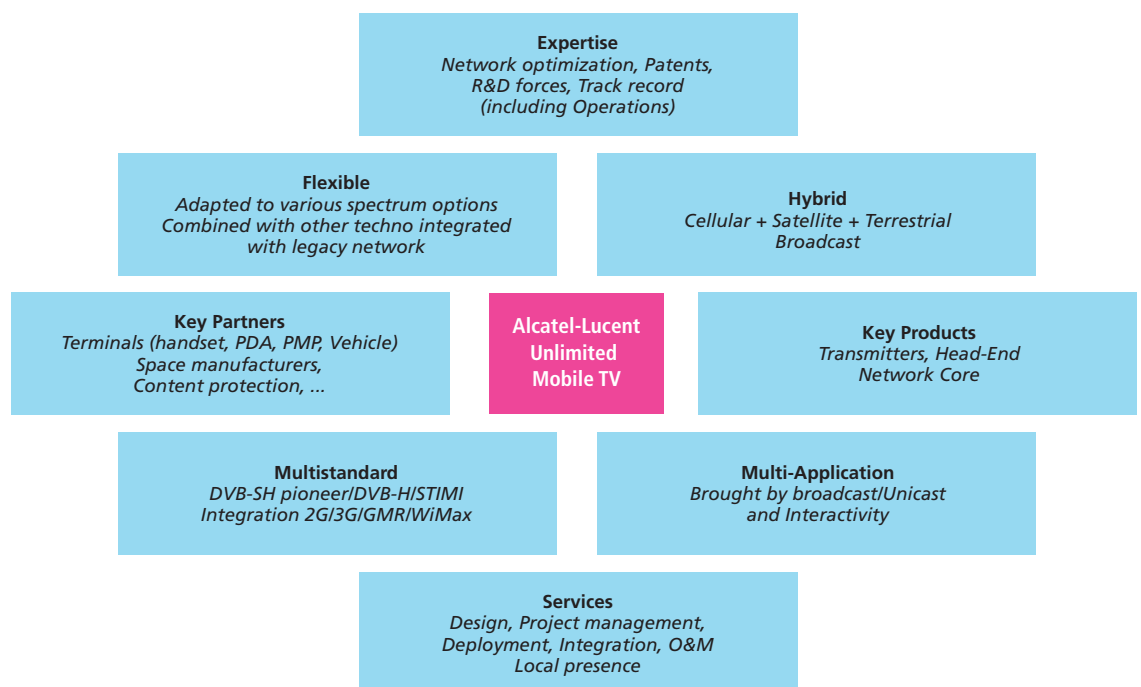 Expertise
Network optimization, Patents,
R&D forces, Track record
(including Operations)
Flexible
Adapted to various spectrum options
Combined with other techno integrated
with legacy network
Hybrid
Cellular + Satellite + Terrestrial
Broadcast
Key Partners
Terminals (handset, PDA, PMP, Vehicle)
Space manufacturers,
Content protection, ...
Alcatel-Lucent
Unlimited
Mobile TV
Key Products
Transmitters, Head-End
Network Core
Multistandard
DVB-SH pioneer/DVB-H/STIMI
Integration 2G/3G/GMR/WiMax
Multi-Application
Brought by broadcast/Unicast
and Interactivity
Services
Design, Project management,
Deployment, Integration, O&M
Local presence